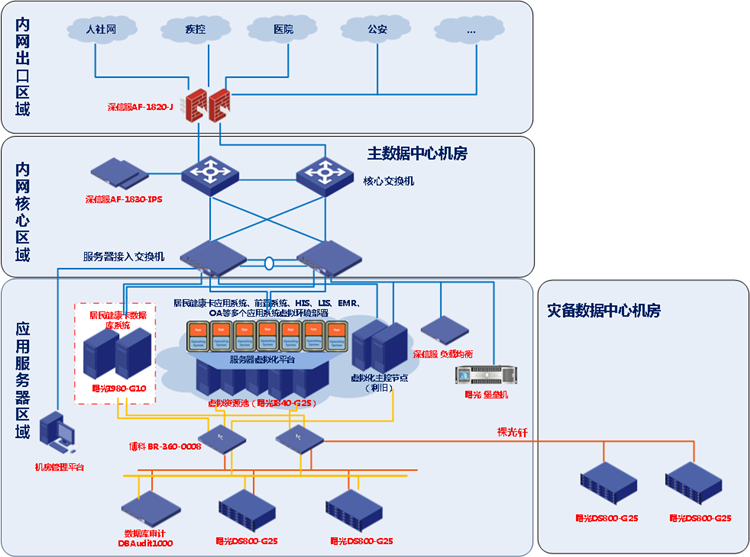 内网出口区域
人社网
疾控
医院
公安
...
深信服AF-1820-J
内网核心区域
主数据中心机房
核心交换机
深信服AF-1830-IPS
服务器接入交换机
应用服务器区域
居民健康卡数据
库系统
曙光I980-G10
居民健康卡应用系统、前置系统、HIS、LIS、EMR、
OA等多个应用系统虚拟环境部署
服务器虚拟化平台
虚拟资源池(曙光I840-G25)
虚拟化主控节点
(利旧)
深信服 负载均衡
曙光 堡垒机
机房管理平台
博科 BR-360-0008
数据库审计
DBAudit1000
曙光DS800-G25
曙光DS800-G25
灾备数据中心机房
裸光钎
曙光DS800-G25
曙光DS800-G25